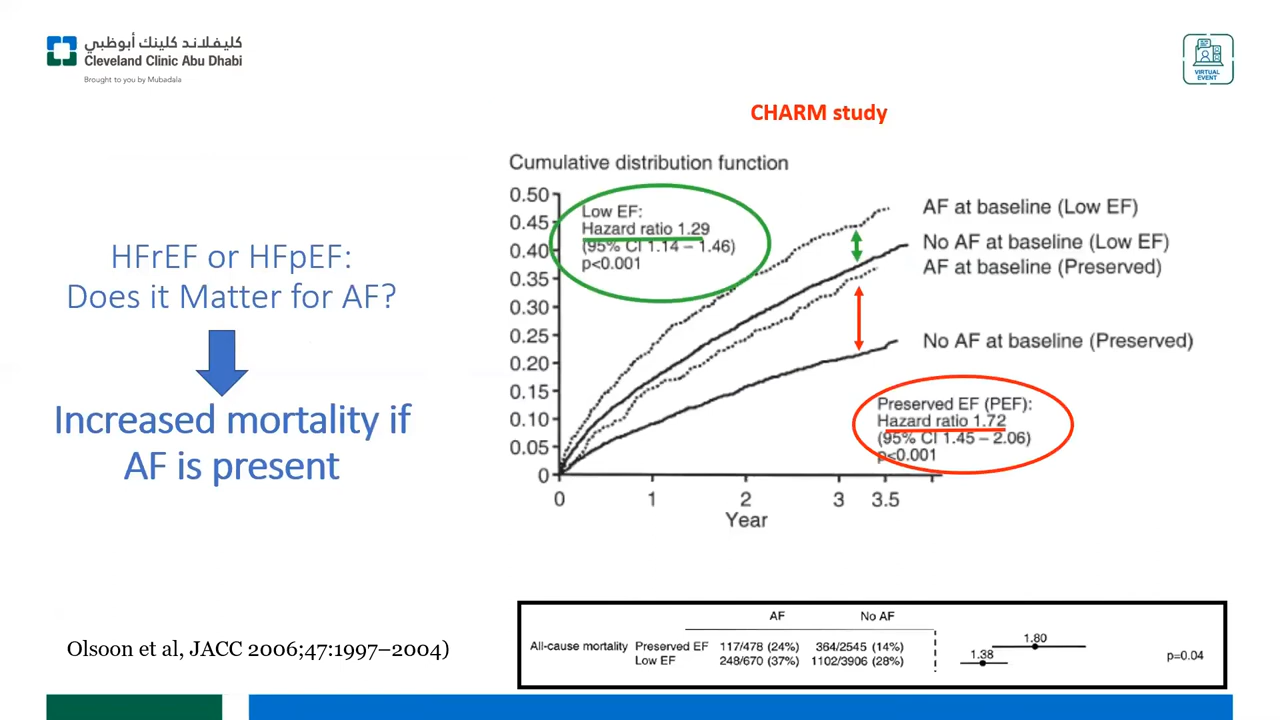 كليفلاند كلينك أبوظبي
Cleveland Clinic Abu Dhabi
Brought to you by Mubadala
VIRTUAL
EVENT
HFrEF or HFpEF:
Does it Matter for AF?
Increased mortality if
AF is present
Olsoon et al, JACC 2006;47:1997–2004)
CHARM study
Cumulative distribution function
0.50
0.45
0.40
0.35
0.30
0.25
0.20
0.15
0.10
0.05
0
Low EF:
Hazard ratio 1.29
(95% CI 1.14 – 1.46)
p<0.001
AF at baseline (Low EF)
No AF at baseline (Low EF)
AF at baseline (Preserved)
No AF at baseline (Preserved)
Preserved EF (PEF):
Hazard ratio 1.72
(95% CI 1.45 – 2.06)
p<0.001
0 1 2 3 3.5
Year
AF No AF
All-cause mortality Preserved EF 117/478 (24%) 364/2545 (14%) 1.80
Low EF 248/670 (37%) 1102/3906 (28%) 1.38
p=0.04